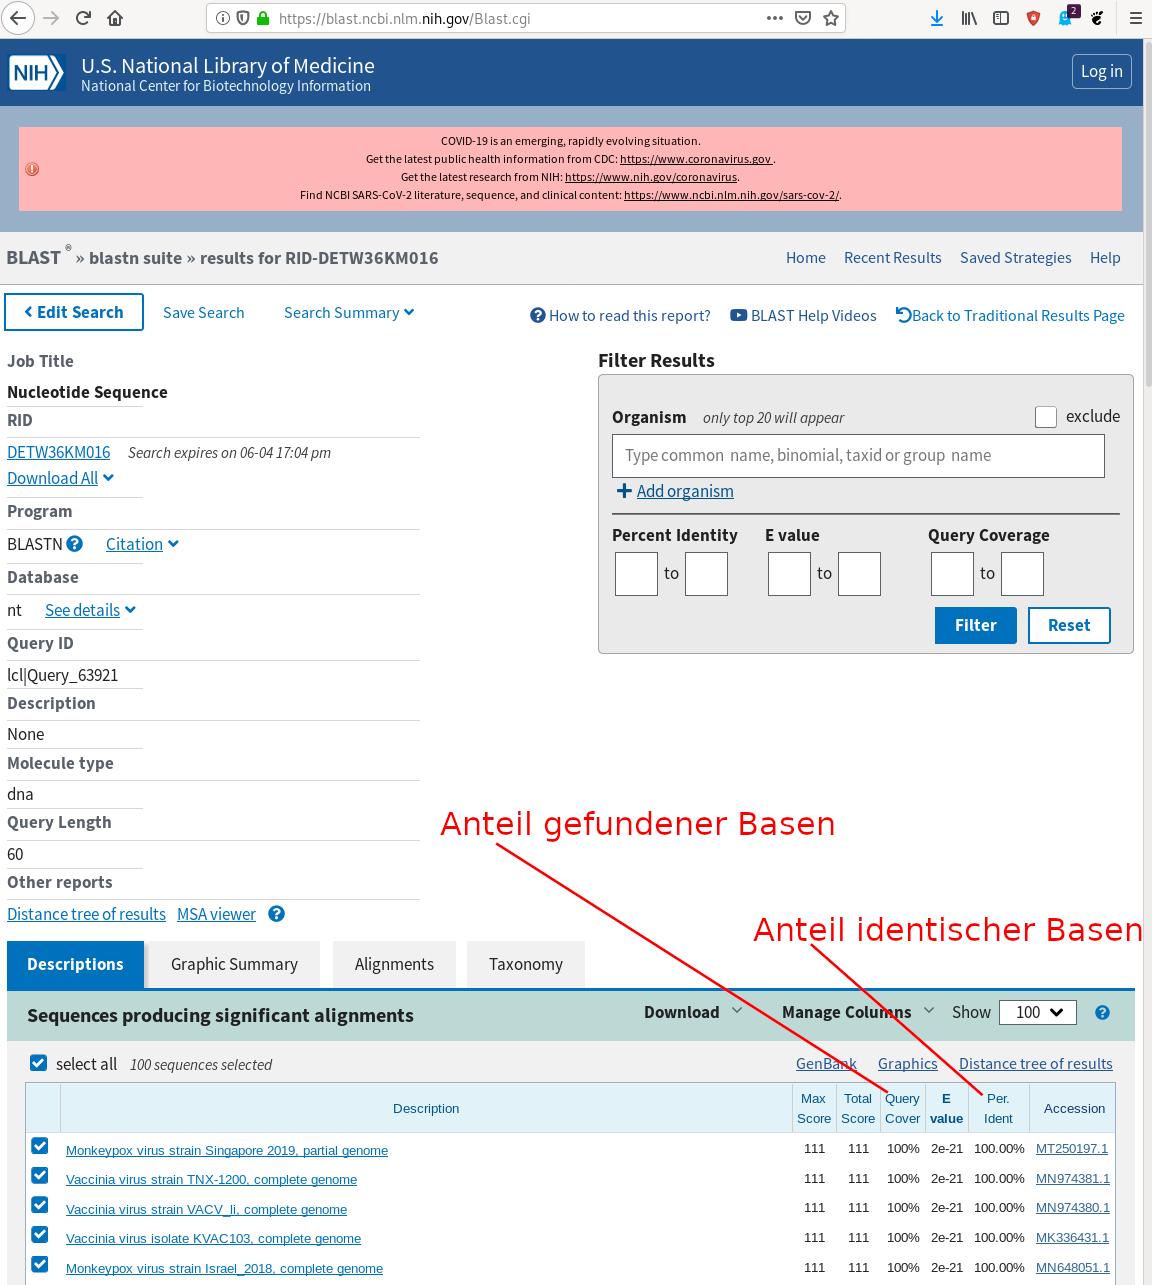 https://blast.ncbi.nlm.nih.gov/Blast.cgi
2
NIH
U.S. National Library of Medicine
National Center for Biotechnology Information
Log in
COVID-19 is an emerging, rapidly evolving situation.
Get the latest public health information from CDC: https://www.coronavirus.gov .
Get the latest research from NIH: https://www.nih.gov/coronavirus.
Find NCBI SARS-CoV-2 literature, sequence, and clinical content: https://www.ncbi.nlm.nih.gov/sars-cov-2/.
BLAST ® » blastn suite » results for RID-DETW36KM016
Home Recent Results Saved Strategies Help
Edit Search Save Search Search Summary
How to read this report? BLAST Help Videos Back to Traditional Results Page
Job Title
Nucleotide Sequence
RID
DETW36KM016 Search expires on 06-04 17:04 pm
Download All
Program
BLASTN Citation
Database
nt See details
Query ID
lcl|Query_63921
Description
None
Molecule type
dna
Query Length
60
Other reports
Distance tree of results MSA viewer
Filter Results
Organism only top 20 will appear exclude
Type common name, binomial, taxid or group name
Add organism
Percent Identity E value Query Coverage
to to to
Filter Reset
Anteil gefundener Basen
Anteil identischer Basen
Descriptions Graphic Summary Alignments Taxonomy
Sequences producing significant alignments Download Manage Columns Show 100
select all 100 sequences selected GenBank Graphics Distance tree of results
Description Max Score Total Score Query Cover E value Per. Ident Accession
Monkeypox virus strain Singapore 2019, partial genome 111 111 100% 2e-21 100.00% MT250197.1
Vaccinia virus strain TNX-1200, complete genome 111 111 100% 2e-21 100.00% MN974381.1
Vaccinia virus strain VACV_li, complete genome 111 111 100% 2e-21 100.00% MN974380.1
Vaccinia virus isolate KVAC103, complete genome 111 111 100% 2e-21 100.00% MK336431.1
Monkeypox virus strain Israel_2018, complete genome 111 111 100% 2e-21 100.00% MN648051.1